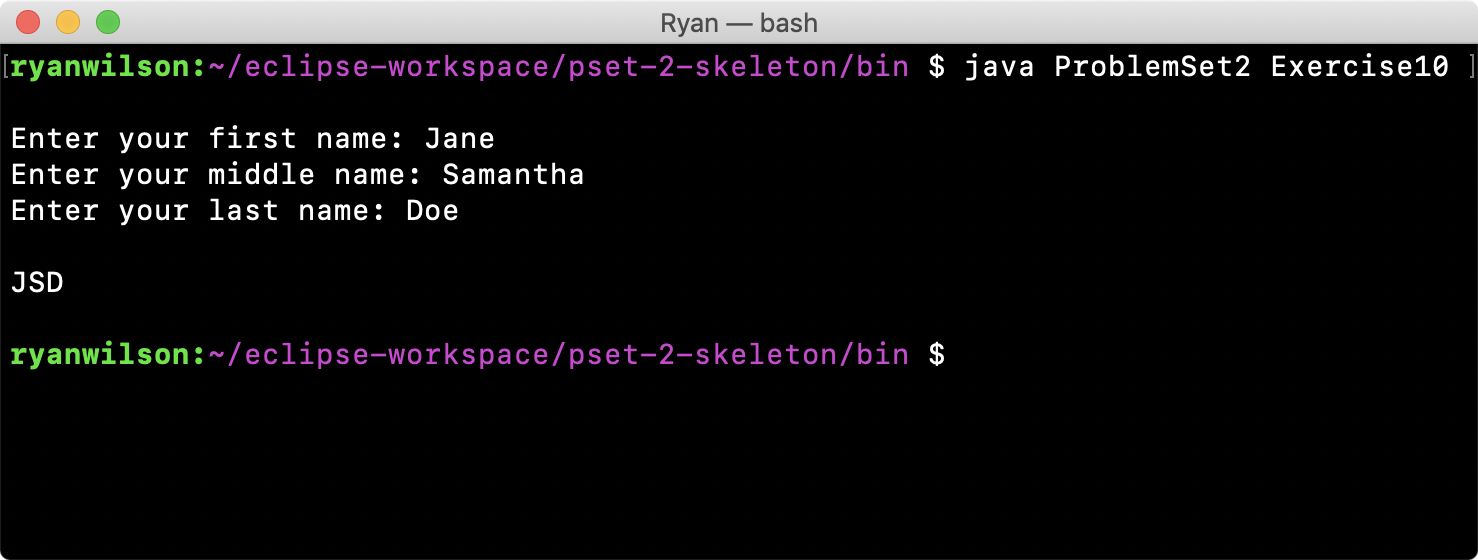 Ryan — bash
[ryanwilson:~/eclipse-workspace/pset-2-skeleton/bin $ java ProblemSet2 Exercise10 ]
Enter your first name: Jane
Enter your middle name: Samantha
Enter your last name: Doe
JSD
ryanwilson:~/eclipse-workspace/pset-2-skeleton/bin $